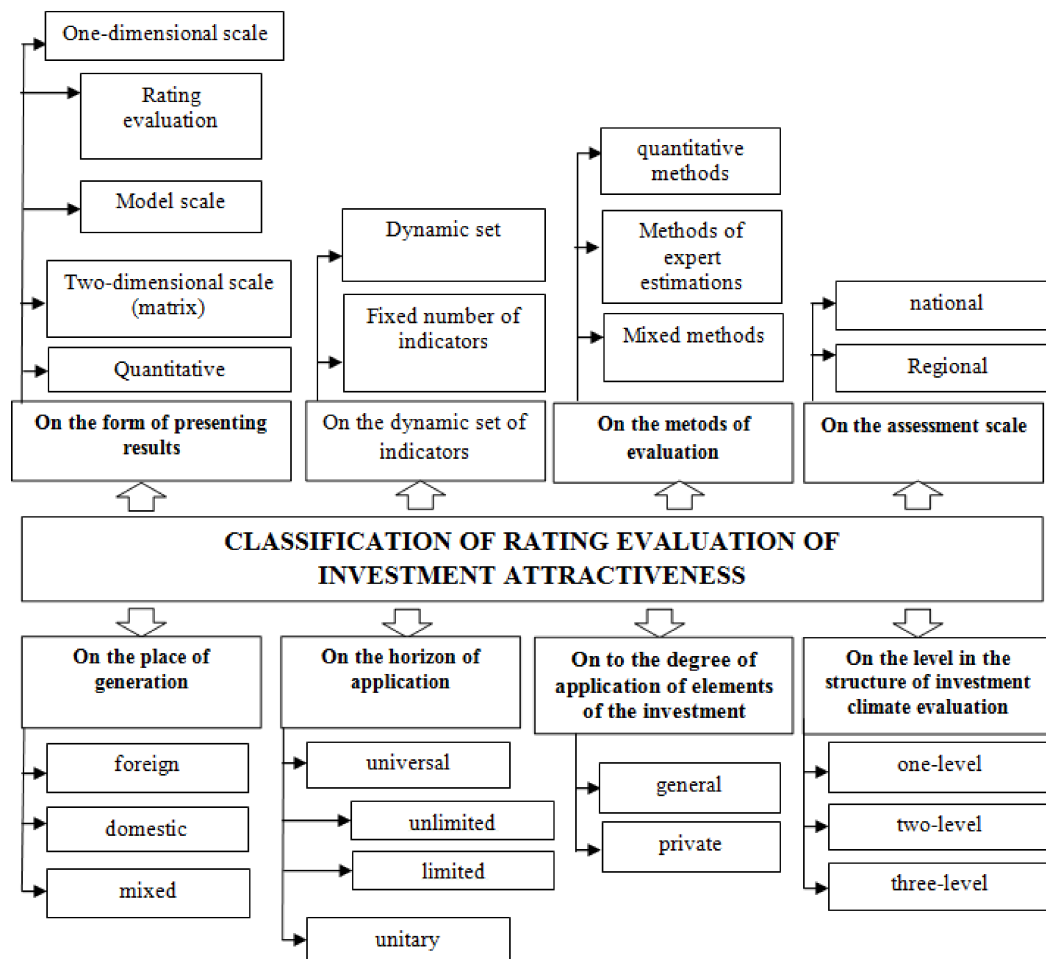 One-dimensional scale
Rating
evaluation
Model scale
Two-dimensional scale
(matrix)
Quantitative
On the form of presenting
results
Dynamic set
Fixed number of
indicators
On the dynamic set of
indicators
quantitative
methods
Methods of
expert
estimations
Mixed methods
On the metods of
evaluation
national
Regional
On the assessment scale
CLASSIFICATION OF RATING EVALUATION OF
INVESTMENT ATTRACTIVENESS
On the place of
generation
foreign
domestic
mixed
On the horizon of
application
universal
unlimited
limited
unitary
On to the degree of
application of elements
of the investment
general
private
On the level in the
structure of investment
climate evaluation
one-level
two-level
three-level